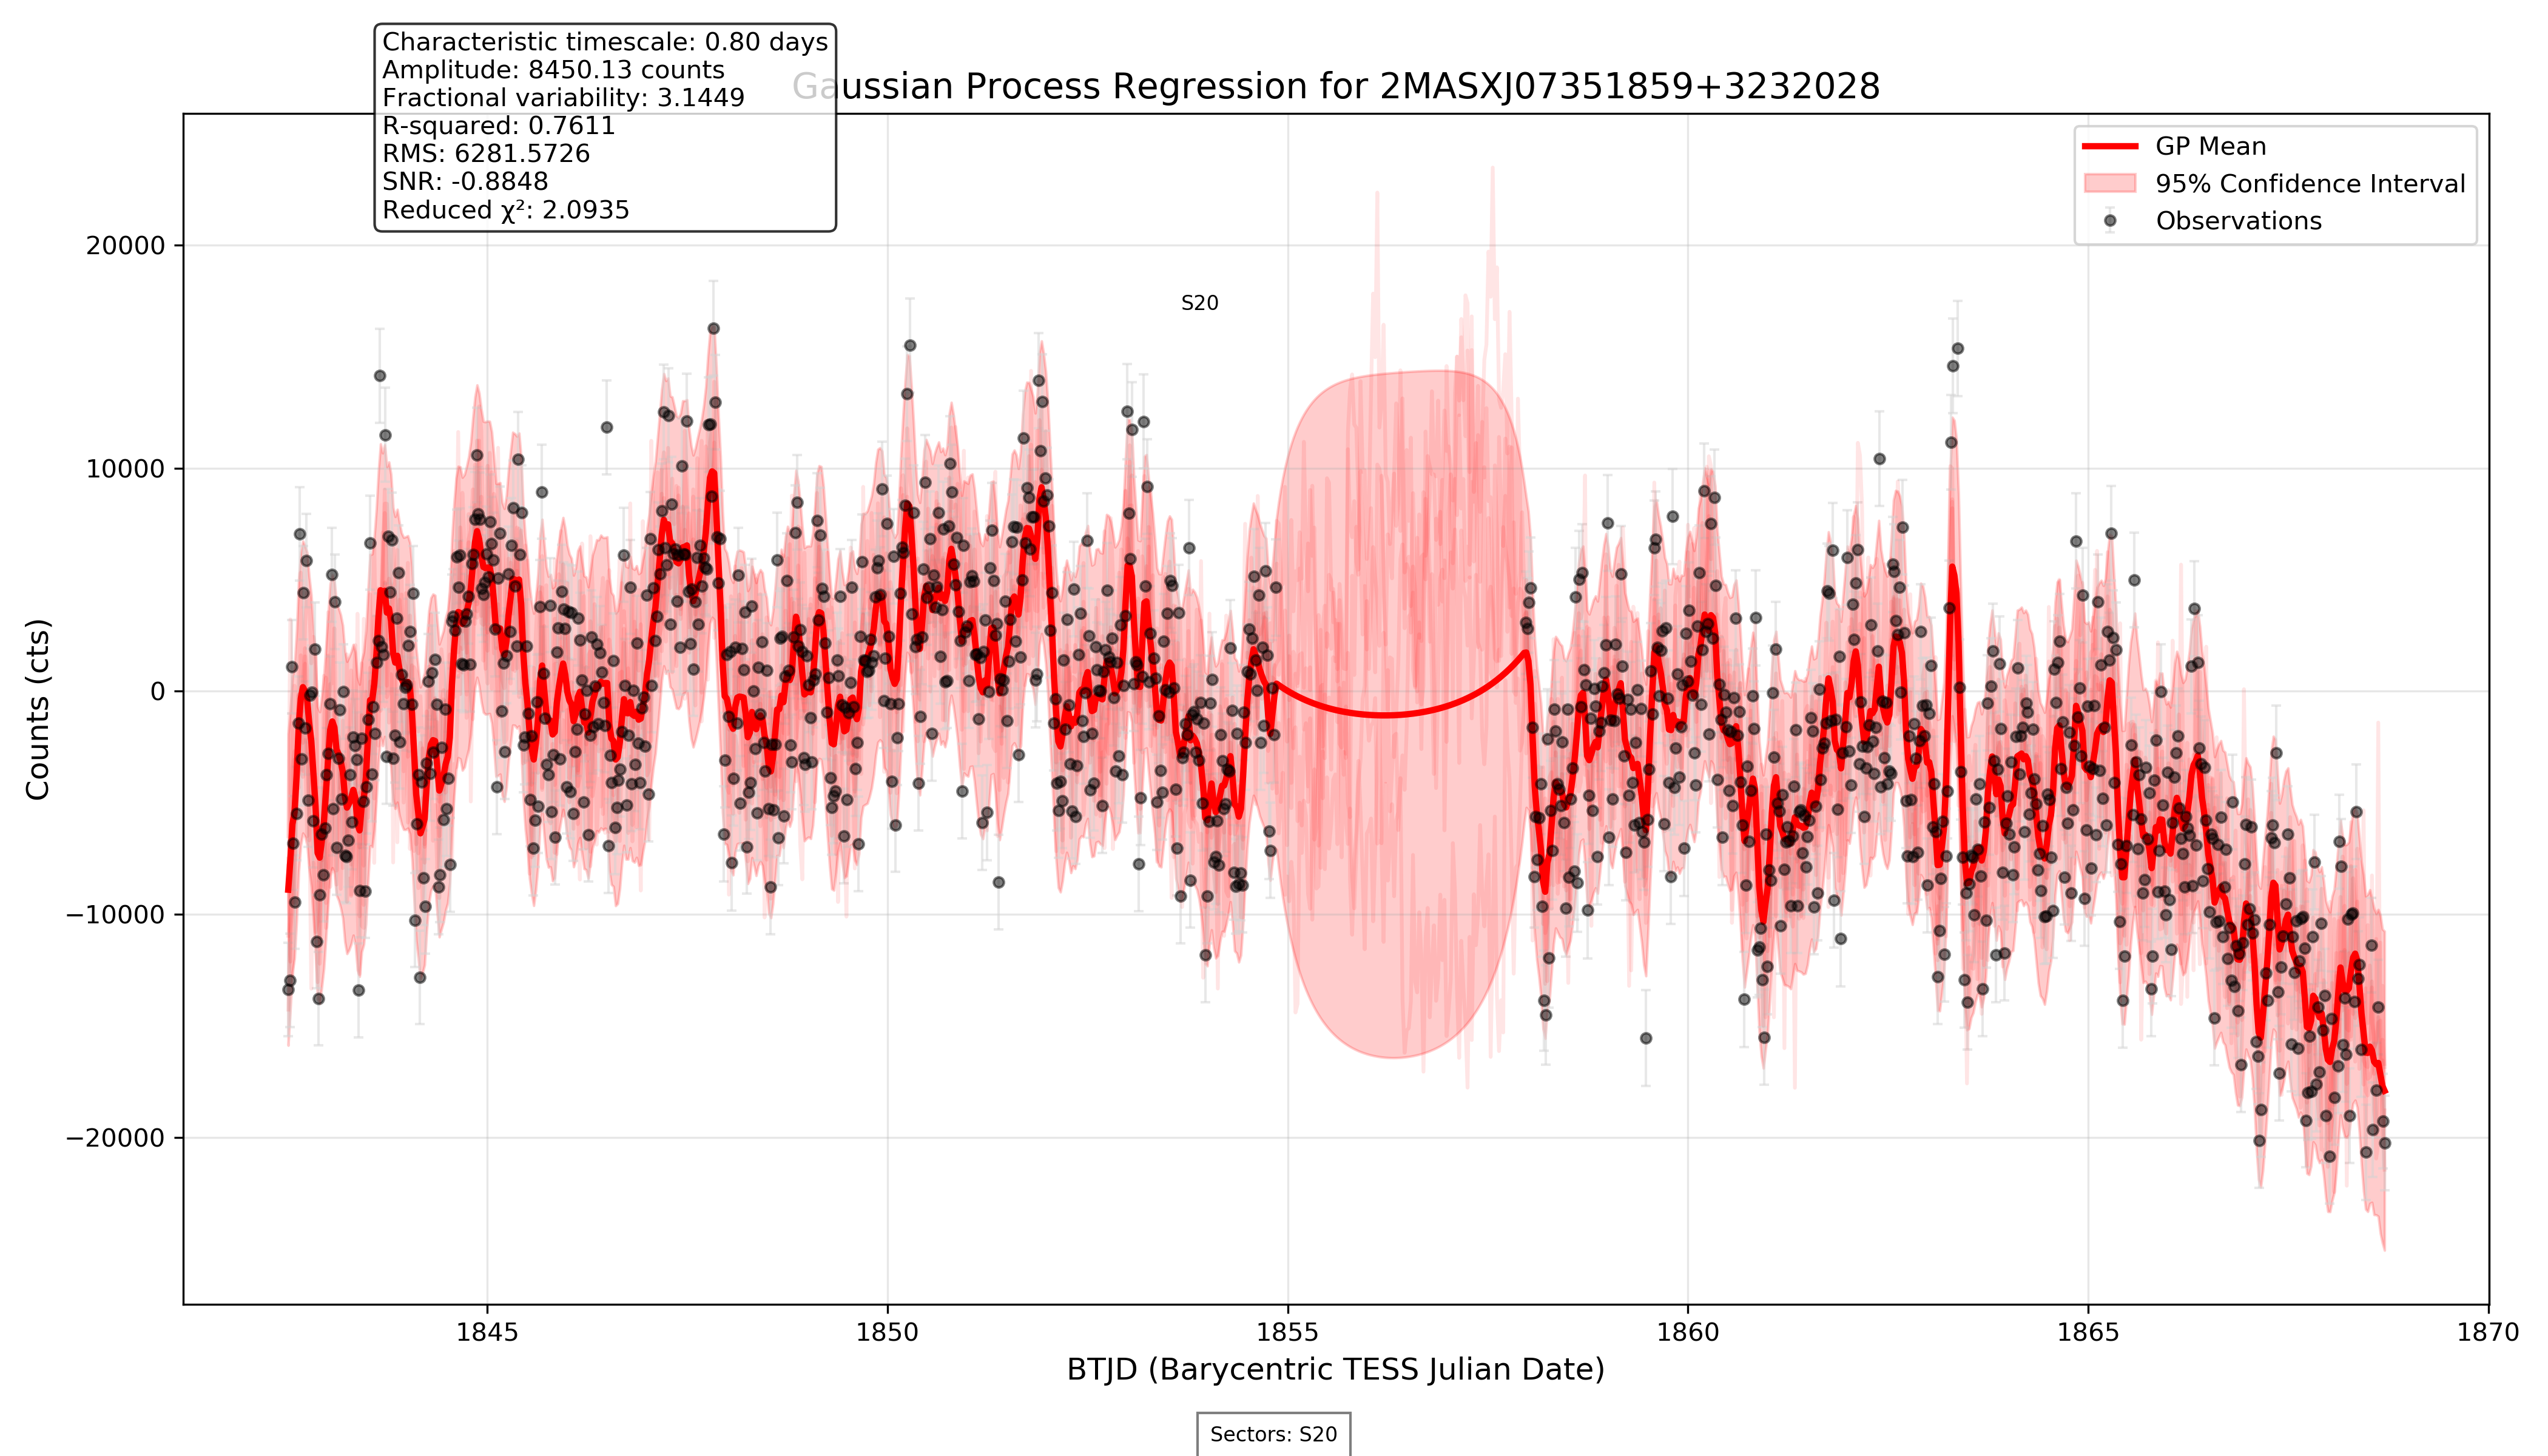 Characteristic timescale: 0.80 days
Amplitude: 8450.13 counts
Fractional variability: 3.1449
R-squared: 0.7611
RMS: 6281.5726
SNR: -0.8848
Reduced χ²: 2.0935
Gaussian Process Regression for 2MASXJ07351859+3232028
GP Mean
95% Confidence Interval
Observations
S20
20000
10000
0
−10000
−20000
Counts (cts)
1845
1850
1855
1860
1865
1870
BTJD (Barycentric TESS Julian Date)
Sectors: S20